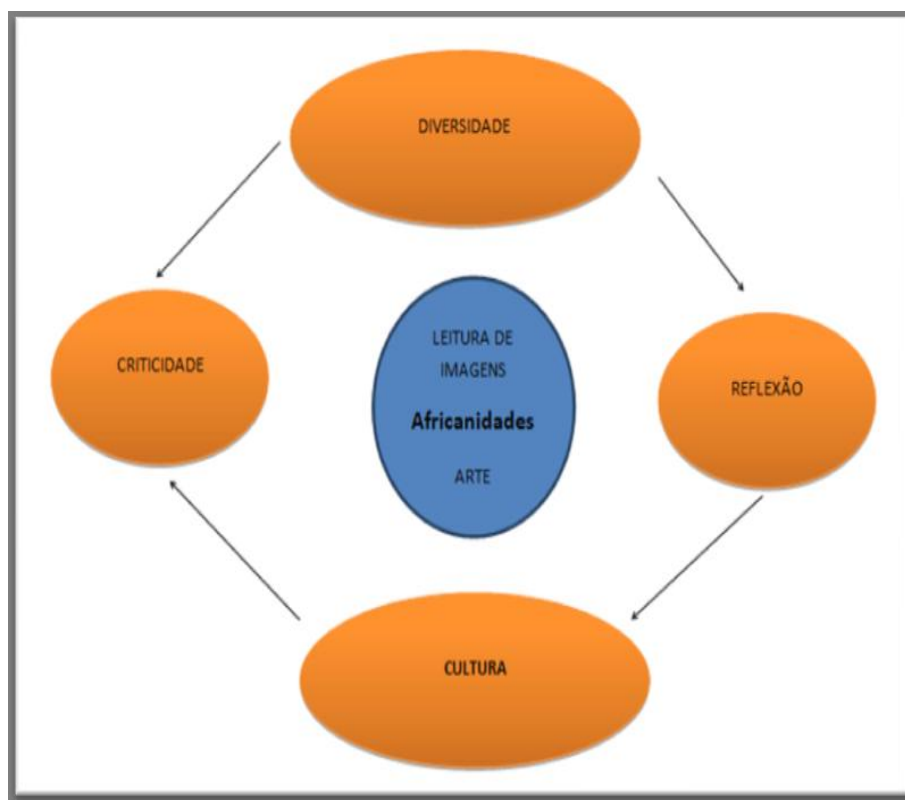 DIVERSIDADE
CRITICIDADE
LEITURA DE
IMAGENS
Africanidades
ARTE
REFLEXÃO
CULTURA